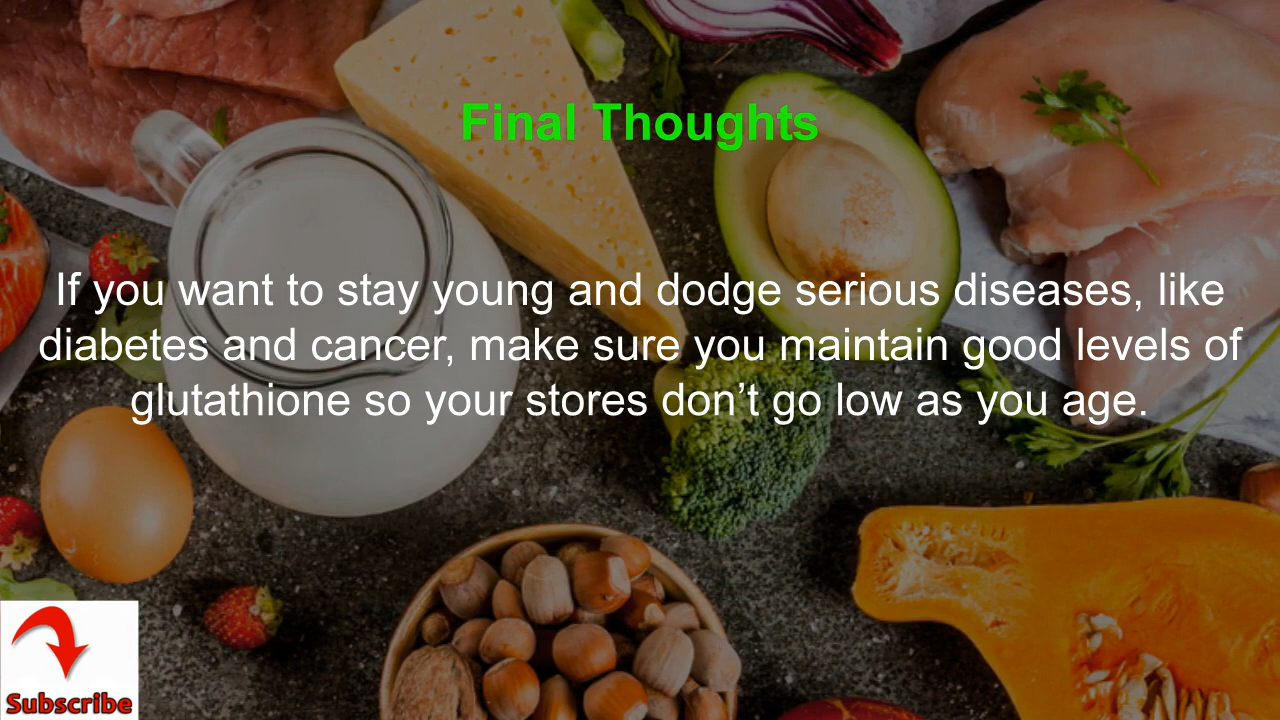 Final Thoughts
If you want to stay young and dodge serious diseases, like
diabetes and cancer, make sure you maintain good levels of
glutathione so your stores don’t go low as you age.
Subscribe